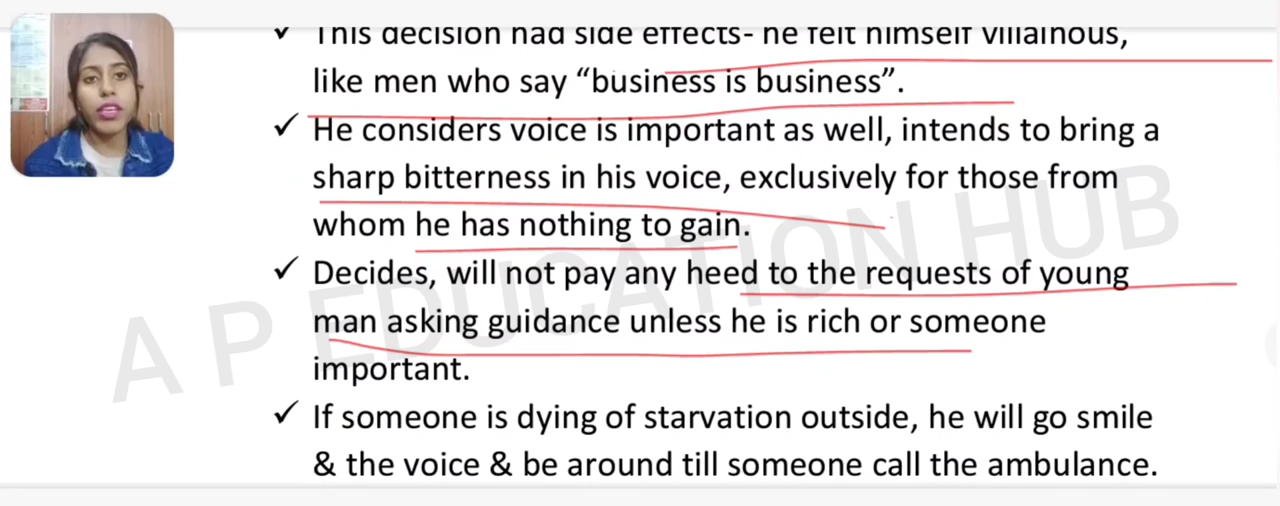 ✓ This decision had side effects- he felt himself villainous,
like men who say “business is business”.
✓ He considers voice is important as well, intends to bring a
sharp bitterness in his voice, exclusively for those from
whom he has nothing to gain.
✓ Decides, will not pay any heed to the requests of young
man asking guidance unless he is rich or someone
important.
✓ If someone is dying of starvation outside, he will go smile
& the voice & be around till someone call the ambulance.
A P EDUCATION HUB